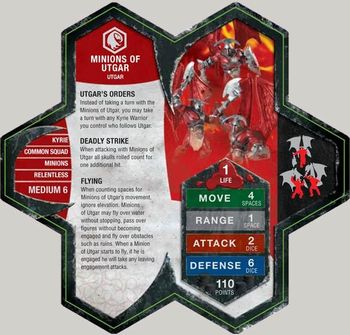 MINIONS OF
UTGAR
UTGAR
UTGAR'S ORDERS
Instead of taking a turn with the
Minions of Utgar, you may take
a turn with any Kyrie Warrior
you control who follows Utgar.
DEADLY STRIKE
When attacking with Minions of
Utgar all skulls rolled count for
one additional hit.
FLYING
When counting spaces for
Minions of Utgar's movement,
ignore elevation. Minions
of Utgar may fly over water
without stopping, pass over
figures without becoming
engaged and fly over obstacles
such as ruins. When a Minion
of Utgar starts to fly, if he is
engaged he will take any leaving
engagement attacks.
KYRIE
COMMON SQUAD
MINIONS
RELENTLESS
MEDIUM 6
1
LIFE
MOVE 4 SPACES
RANGE 1 SPACE
ATTACK 2 DICE
DEFENSE 6 DICE
110
POINTS